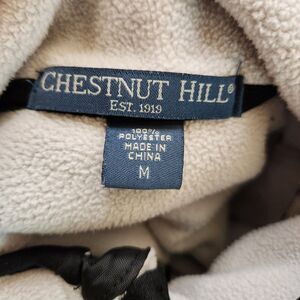 CHESTNUT HILL®
EST. 1919
100%
POLYESTER
MADE IN
CHINA
M